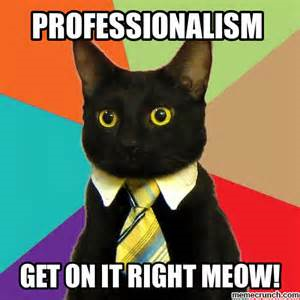 PROFESSIONALISM
GET ON IT RIGHT MEOW!
memecrunch.com